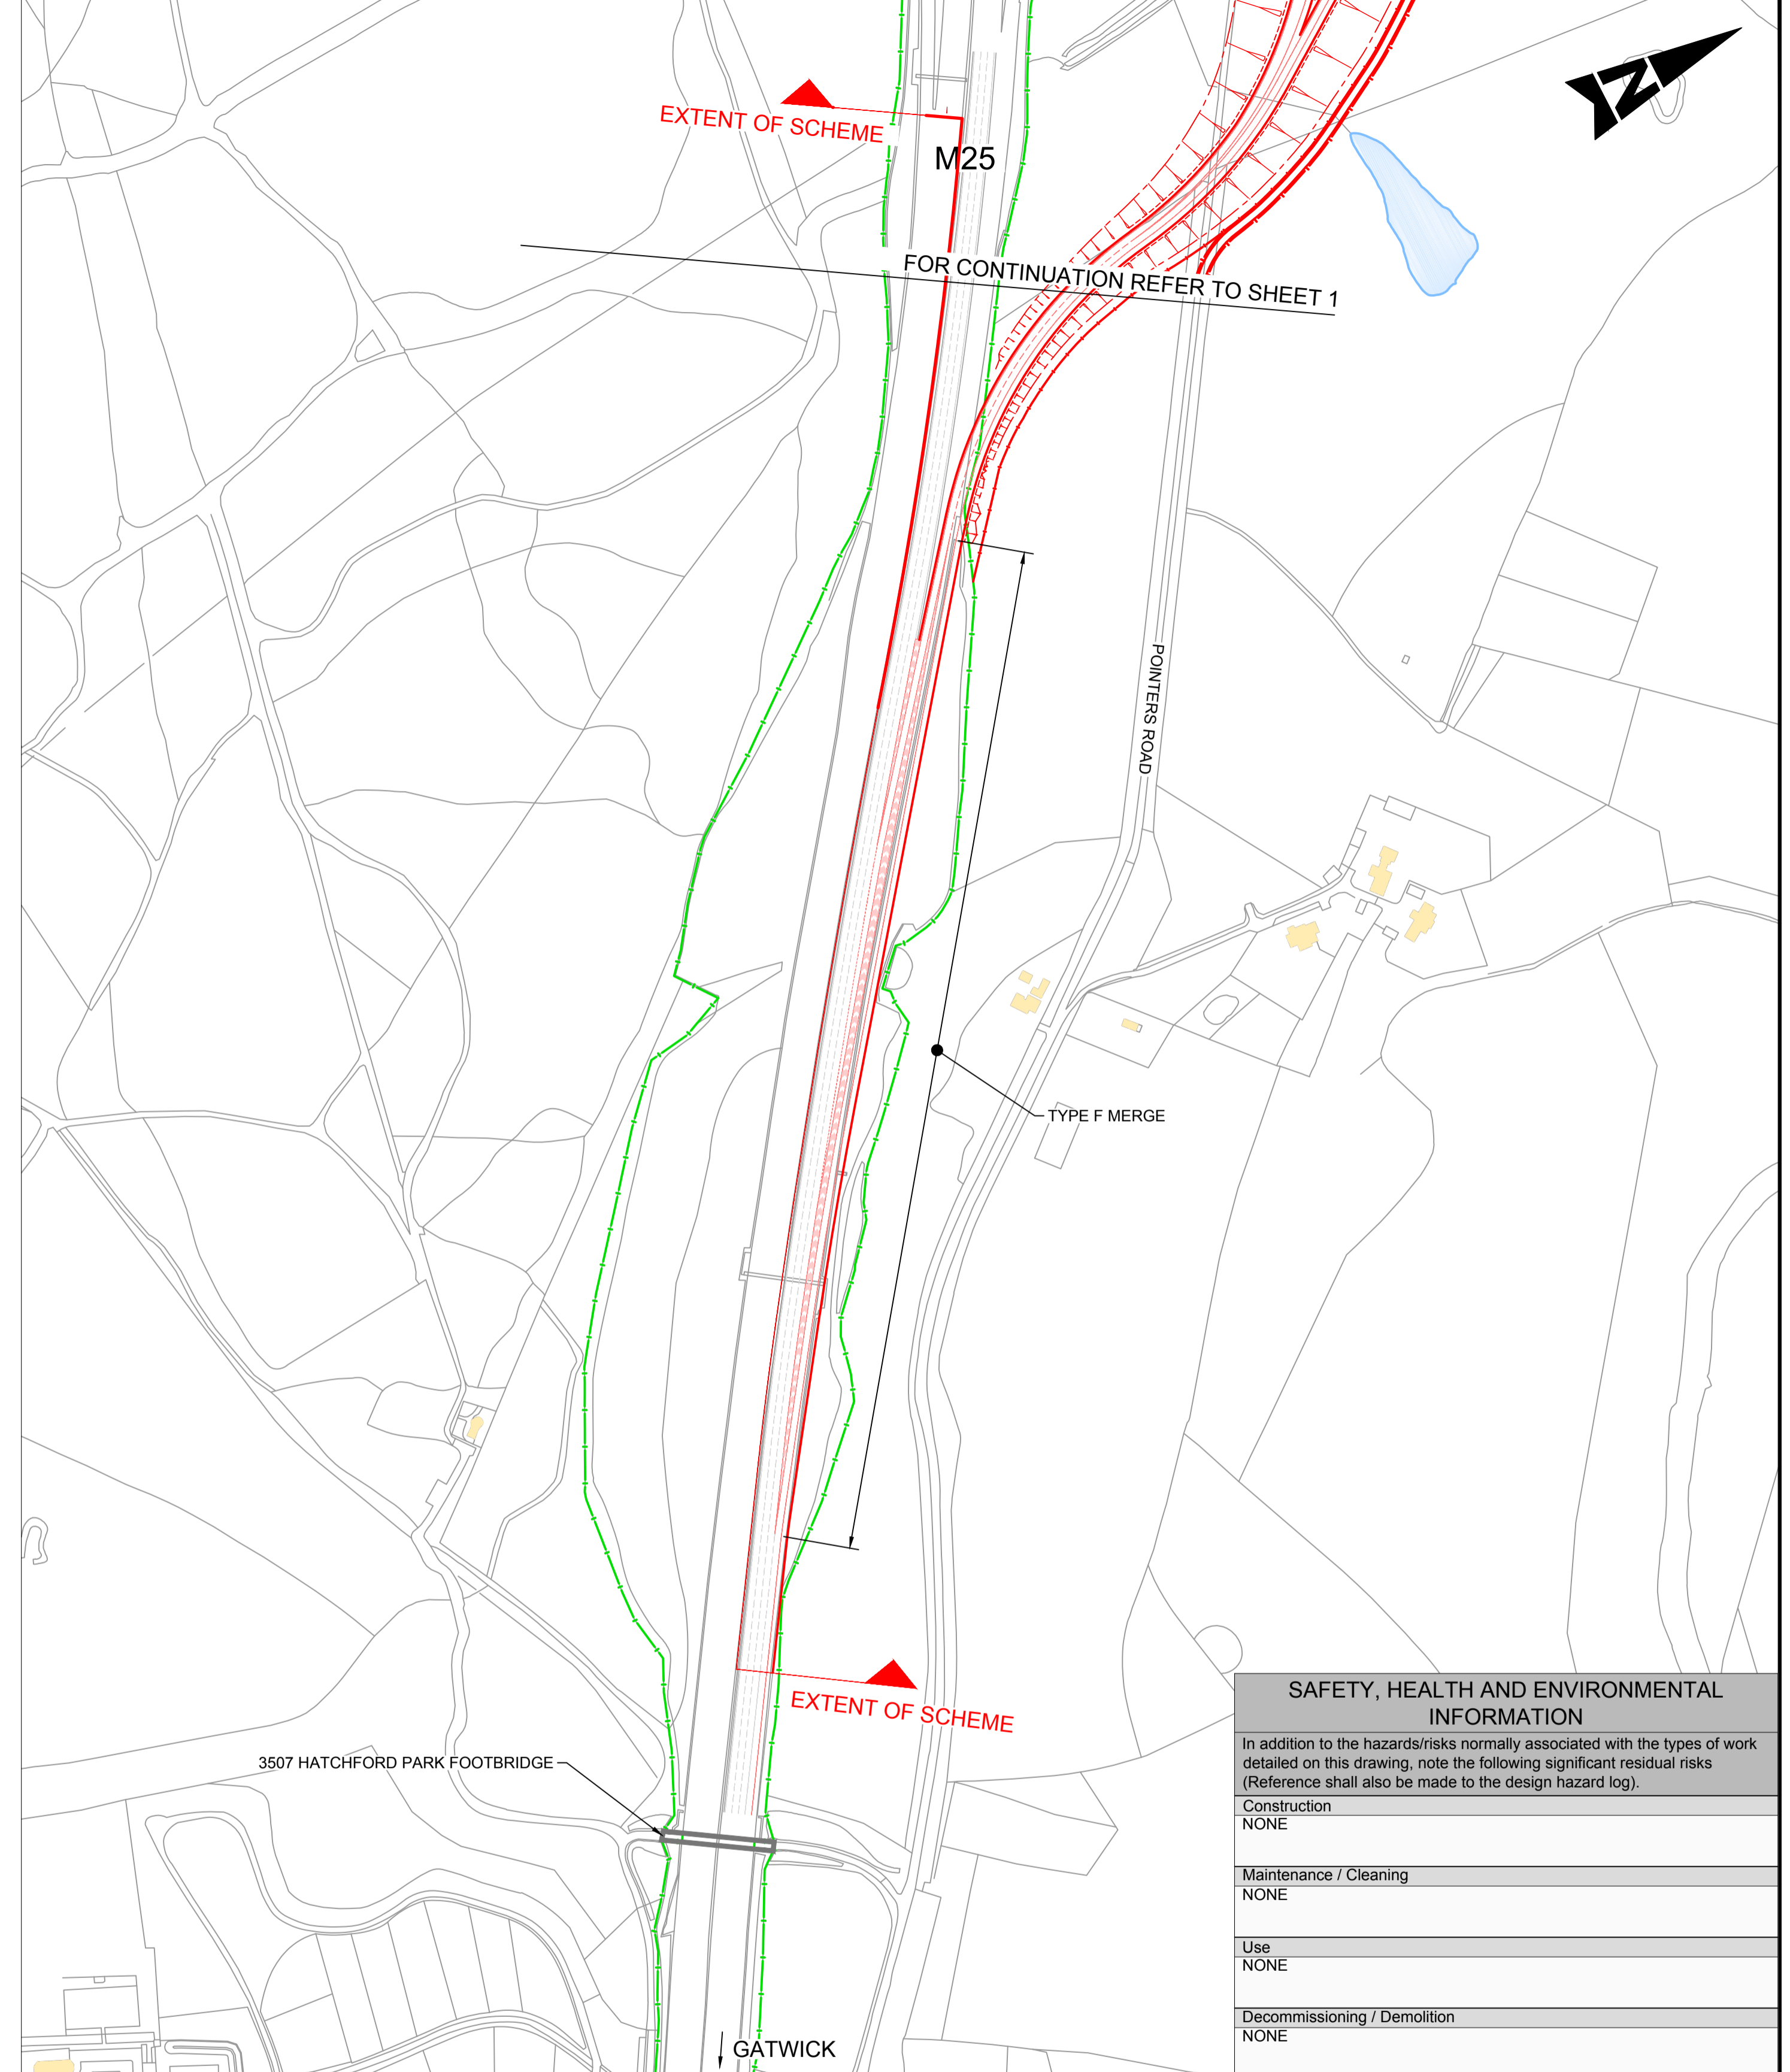 N
EXTENT OF SCHEME
M25
FOR CONTINUATION REFER TO SHEET 1
POINTERS ROAD
TYPE F MERGE
EXTENT OF SCHEME
3507 HATCHFORD PARK FOOTBRIDGE
GATWICK
SAFETY, HEALTH AND ENVIRONMENTAL
INFORMATION
In addition to the hazards/risks normally associated with the types of work
detailed on this drawing, note the following significant residual risks
(Reference shall also be made to the design hazard log).
Construction
NONE
Maintenance / Cleaning
NONE
Use
NONE
Decommissioning / Demolition
NONE